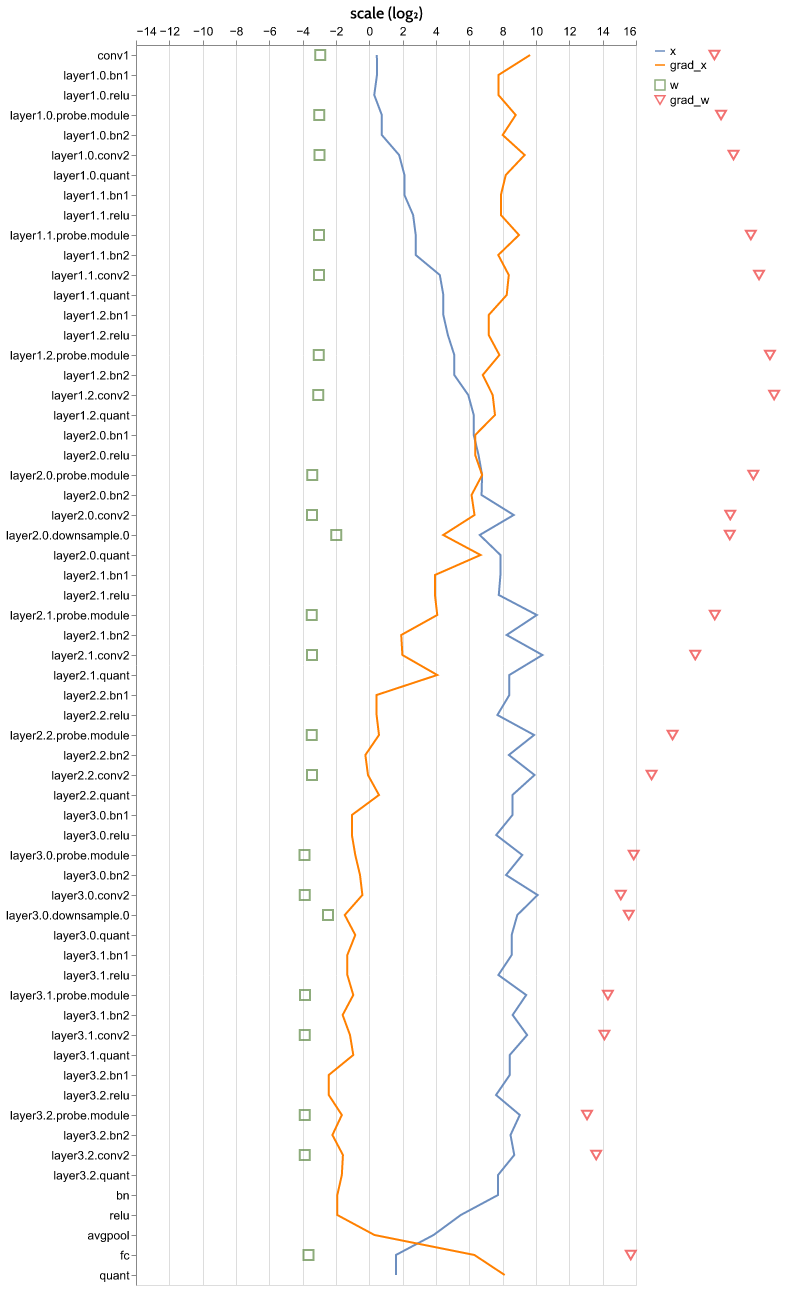 scale (log₂)
−14 −12 −10 −8 −6 −4 −2 0 2 4 6 8 10 12 14 16
x
grad_x
w
grad_w
conv1
layer1.0.bn1
layer1.0.relu
layer1.0.probe.module
layer1.0.bn2
layer1.0.conv2
layer1.0.quant
layer1.1.bn1
layer1.1.relu
layer1.1.probe.module
layer1.1.bn2
layer1.1.conv2
layer1.1.quant
layer1.2.bn1
layer1.2.relu
layer1.2.probe.module
layer1.2.bn2
layer1.2.conv2
layer1.2.quant
layer2.0.bn1
layer2.0.relu
layer2.0.probe.module
layer2.0.bn2
layer2.0.conv2
layer2.0.downsample.0
layer2.0.quant
layer2.1.bn1
layer2.1.relu
layer2.1.probe.module
layer2.1.bn2
layer2.1.conv2
layer2.1.quant
layer2.2.bn1
layer2.2.relu
layer2.2.probe.module
layer2.2.bn2
layer2.2.conv2
layer2.2.quant
layer3.0.bn1
layer3.0.relu
layer3.0.probe.module
layer3.0.bn2
layer3.0.conv2
layer3.0.downsample.0
layer3.0.quant
layer3.1.bn1
layer3.1.relu
layer3.1.probe.module
layer3.1.bn2
layer3.1.conv2
layer3.1.quant
layer3.2.bn1
layer3.2.relu
layer3.2.probe.module
layer3.2.bn2
layer3.2.conv2
layer3.2.quant
bn
relu
avgpool
fc
quant